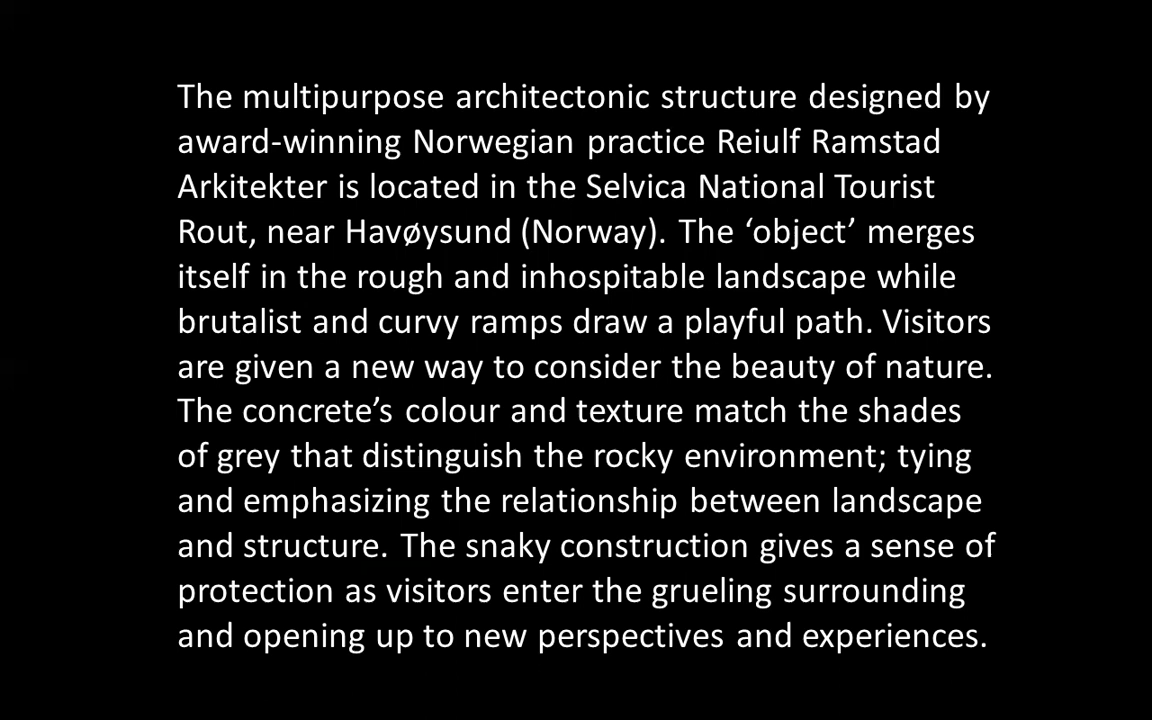 The multipurpose architectonic structure designed by
award-winning Norwegian practice Reiulf Ramstad
Arkitekter is located in the Selvica National Tourist
Rout, near Havøysund (Norway). The ‘object’ merges
itself in the rough and inhospitable landscape while
brutalist and curvy ramps draw a playful path. Visitors
are given a new way to consider the beauty of nature.
The concrete’s colour and texture match the shades
of grey that distinguish the rocky environment; tying
and emphasizing the relationship between landscape
and structure. The snaky construction gives a sense of
protection as visitors enter the grueling surrounding
and opening up to new perspectives and experiences.